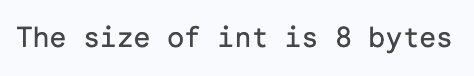 The size of int is 8 bytes